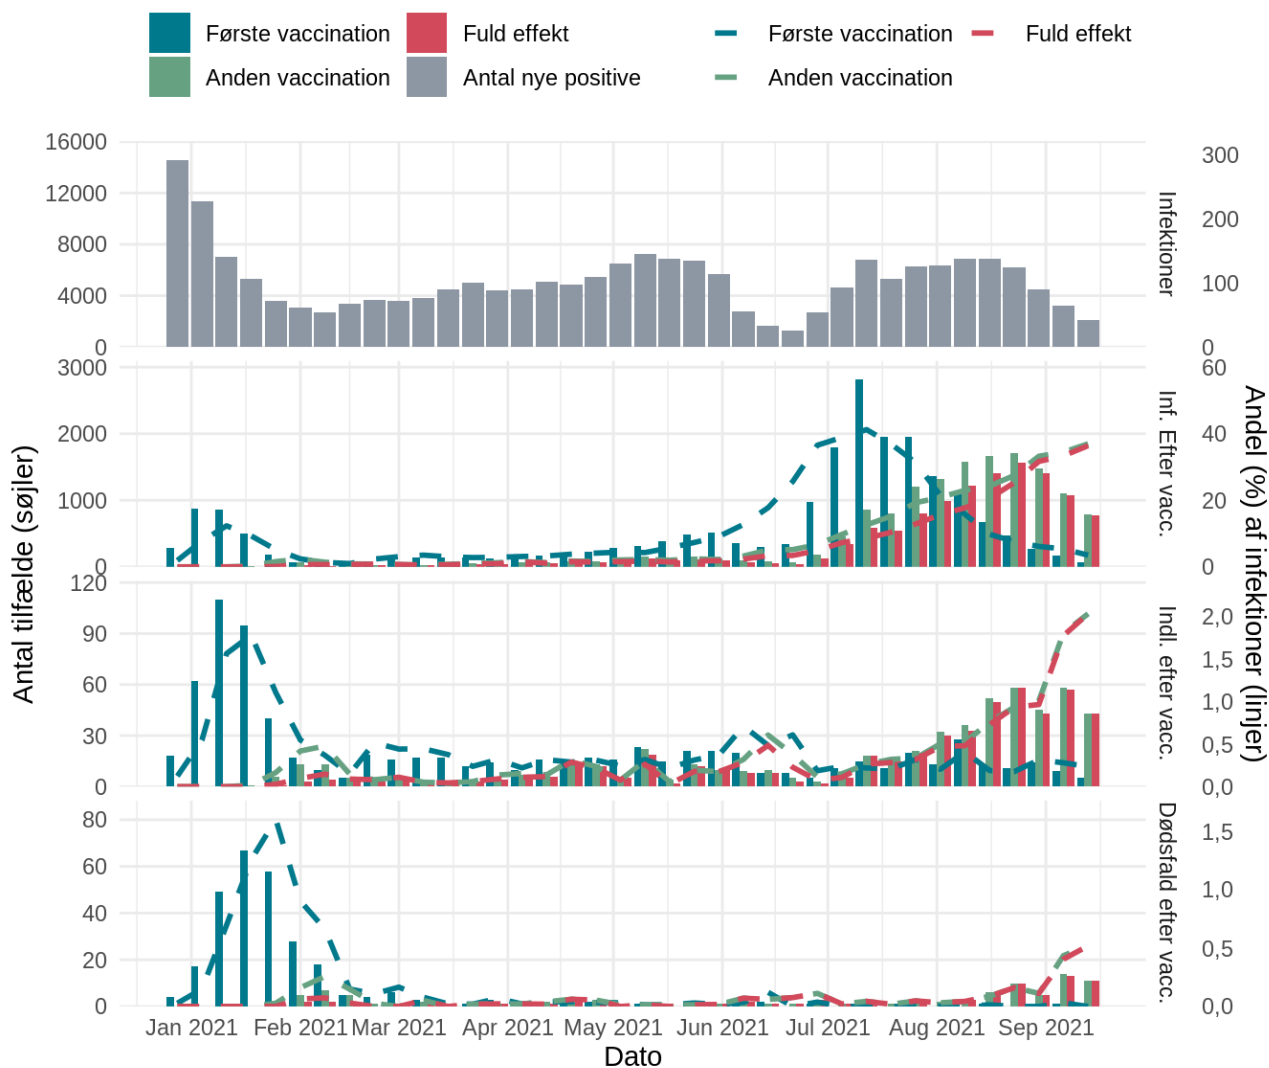 Første vaccination
Fuld effekt
Første vaccination
Fuld effekt
Anden vaccination
Antal nye positive
Anden vaccination
16000
12000
8000
4000
0
300
200
100
0
Infektioner
3000
2000
1000
0
60
40
20
0
Inf. Efter vacc.
120
90
60
30
0
2,0
1,5
1,0
0,5
0,0
Indl. efter vacc.
80
60
40
20
0
1,5
1,0
0,5
0,0
Dødsfald efter vacc.
Antal tilfælde (søjler)
Andel (%) af infektioner (linjer)
Jan 2021 Feb 2021 Mar 2021 Apr 2021 May 2021 Jun 2021 Jul 2021 Aug 2021 Sep 2021
Dato